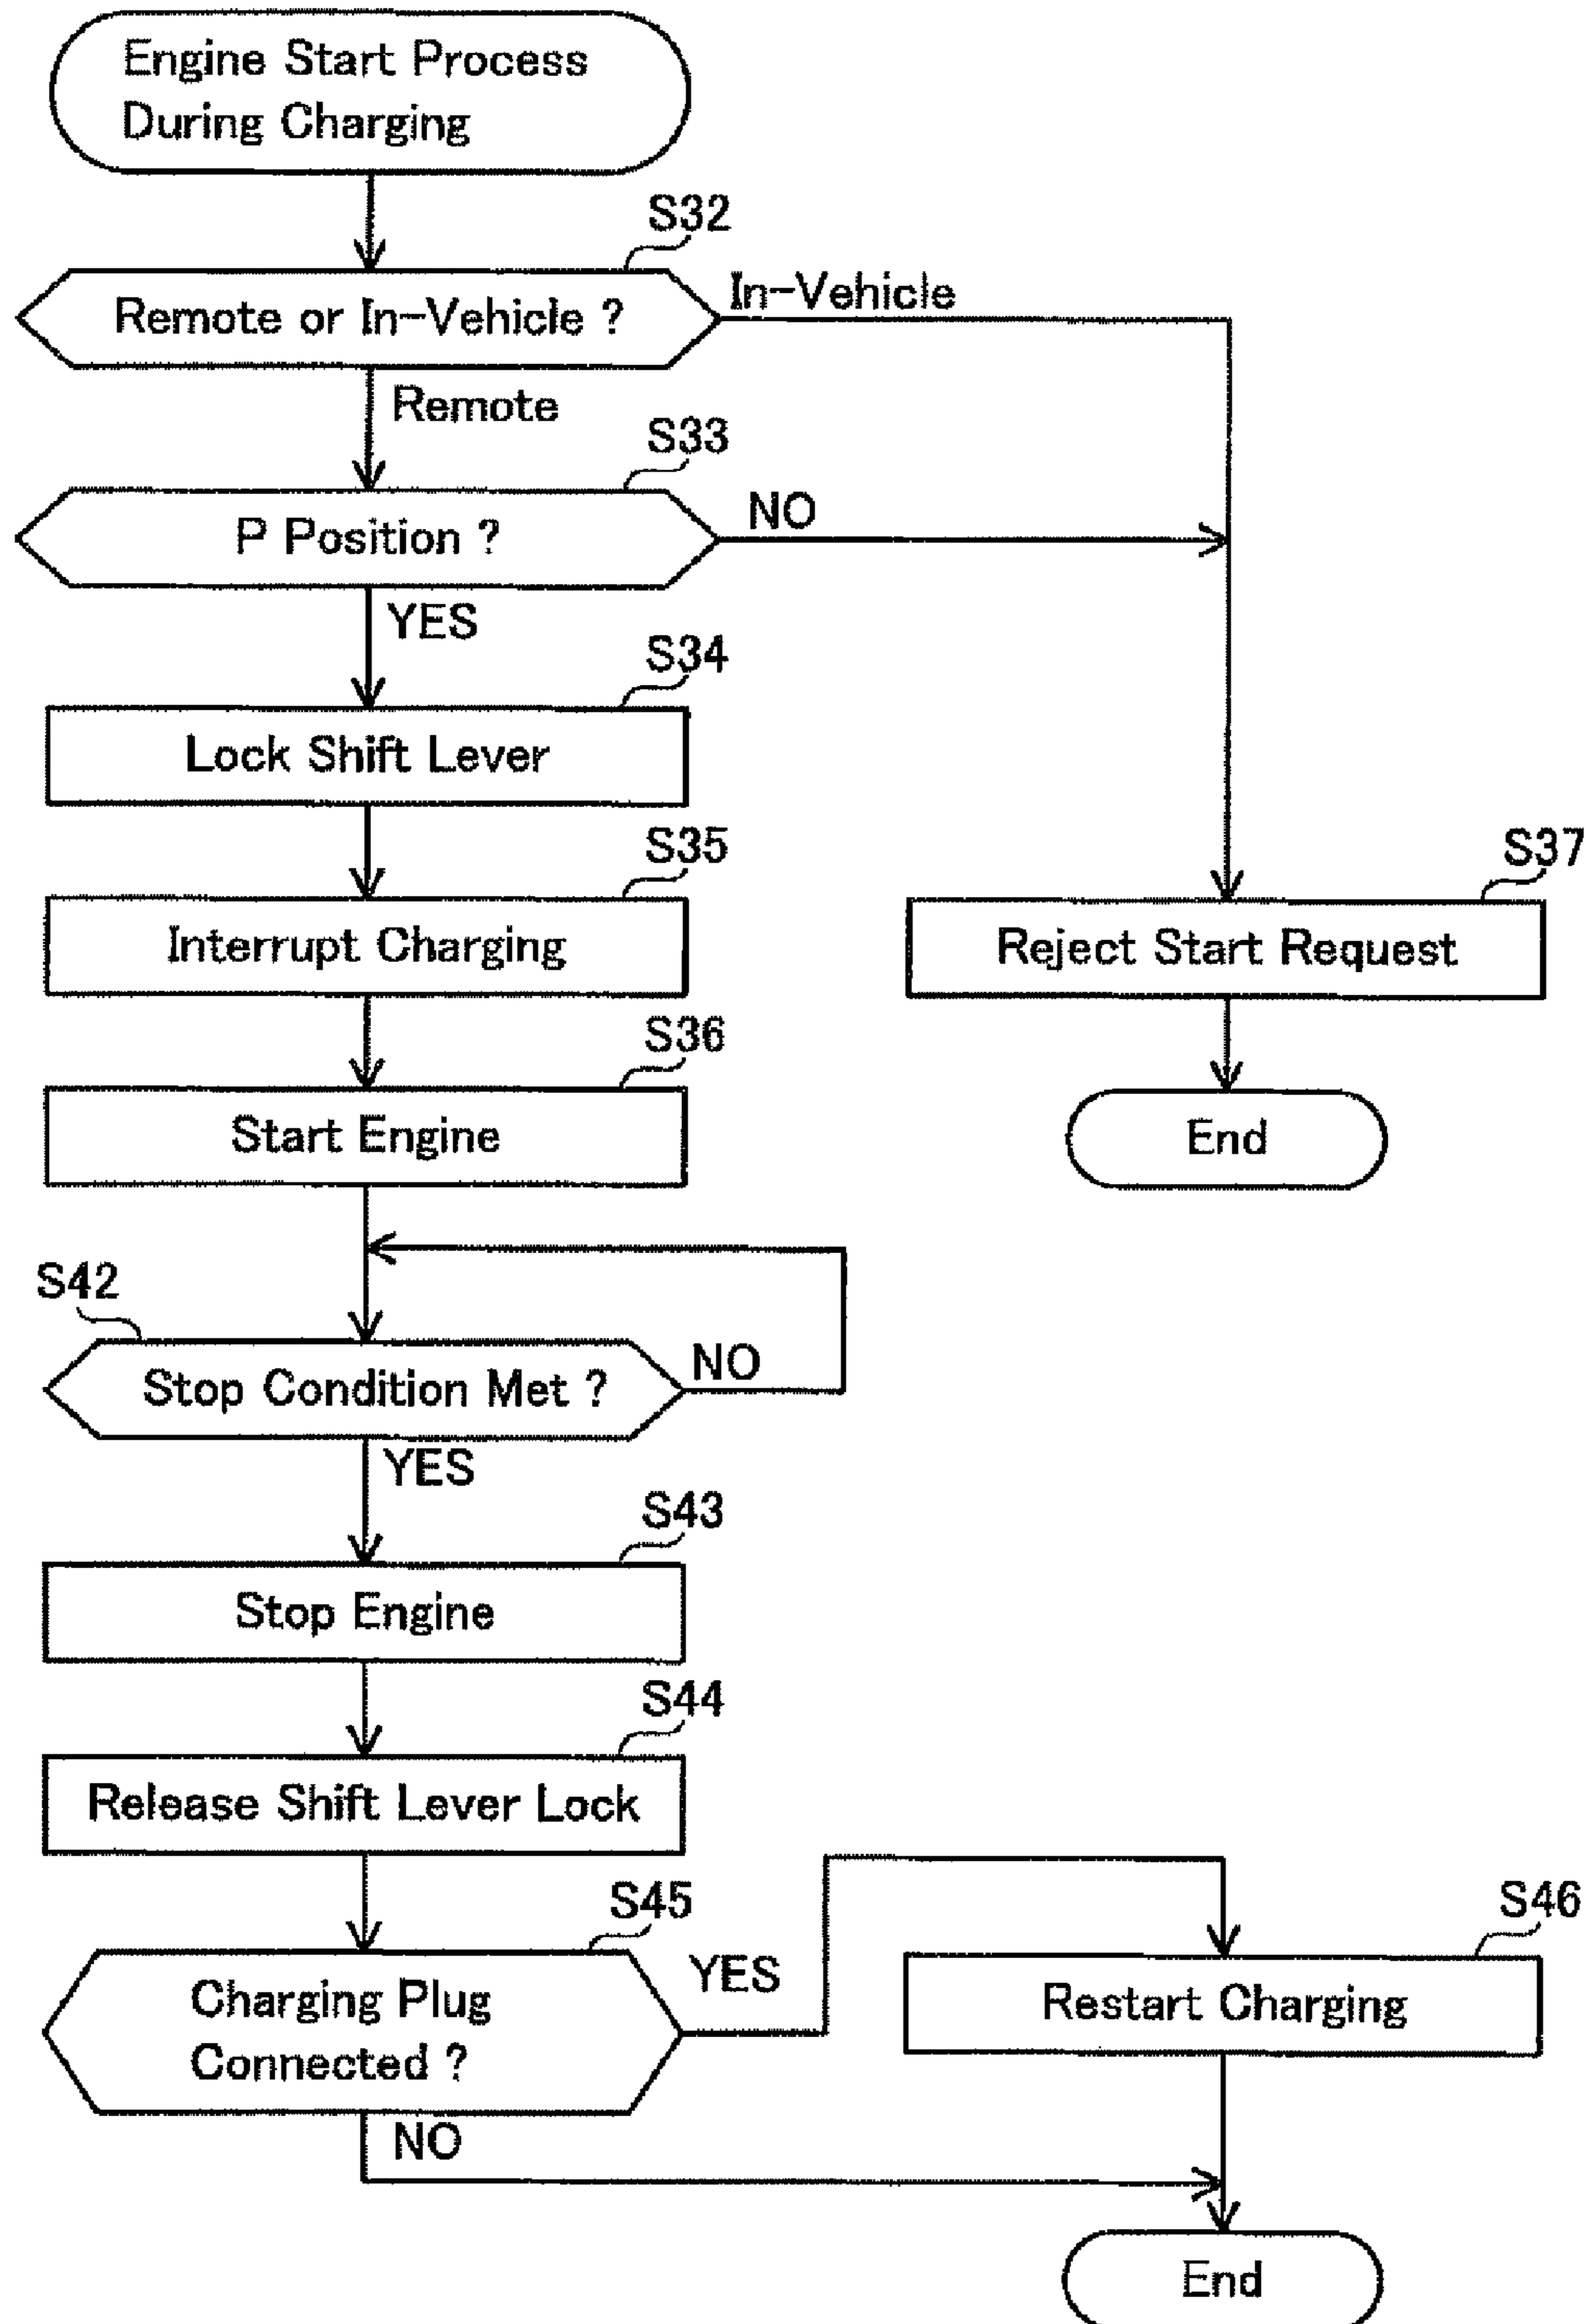 Engine Start Process
During Charging
S32
Remote or In-Vehicle ?
In-Vehicle
Remote
S33
P Position ?
NO
YES
S34
Lock Shift Lever
S35
Interrupt Charging
S37
Reject Start Request
S36
Start Engine
End
S42
Stop Condition Met ?
NO
YES
S43
Stop Engine
S44
Release Shift Lever Lock
S45
Charging Plug
Connected ?
YES
S46
Restart Charging
NO
End